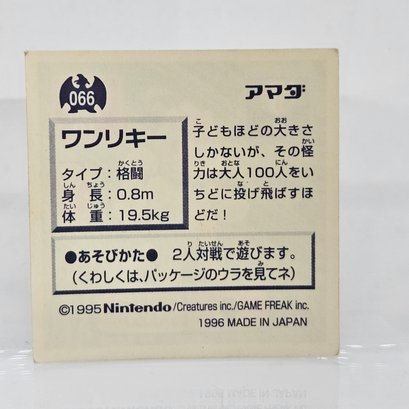 066
アマダ
ワンリキー
タイプ：格闘
身長：0.8m
体重：19.5kg
子どもほどの大きさ
しかないが、その怪
力は大人100人をい
ちどに投げ飛ばすほ
どだ！
●あそびかた● 2人対戦で遊びます。
（くわしくは、パッケージのウラを見てネ）
©1995 Nintendo/Creatures inc./GAME FREAK inc.
1996 MADE IN JAPAN